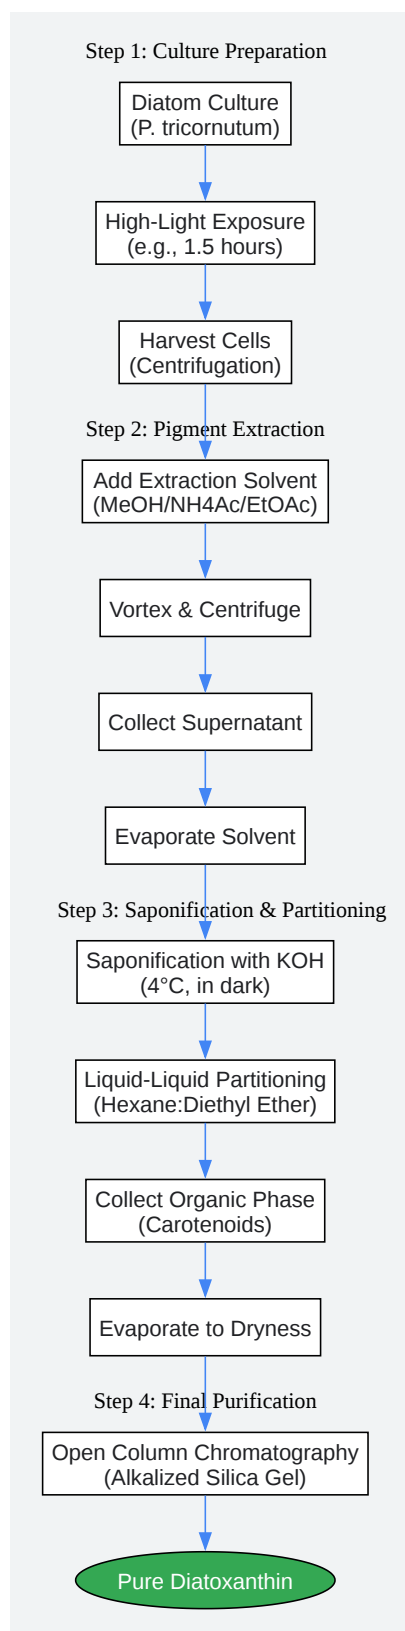 Step 1: Culture Preparation
Diatom Culture
(P. tricornutum)
High-Light Exposure
(e.g., 1.5 hours)
Harvest Cells
(Centrifugation)
Step 2: Pigment Extraction
Add Extraction Solvent
(MeOH/NH4Ac/EtOAc)
Vortex & Centrifuge
Collect Supernatant
Evaporate Solvent
Step 3: Saponification & Partitioning
Saponification with KOH
(4°C, in dark)
Liquid-Liquid Partitioning
(Hexane:Diethyl Ether)
Collect Organic Phase
(Carotenoids)
Evaporate to Dryness
Step 4: Final Purification
Open Column Chromatography
(Alkalized Silica Gel)
Pure Diatoxanthin